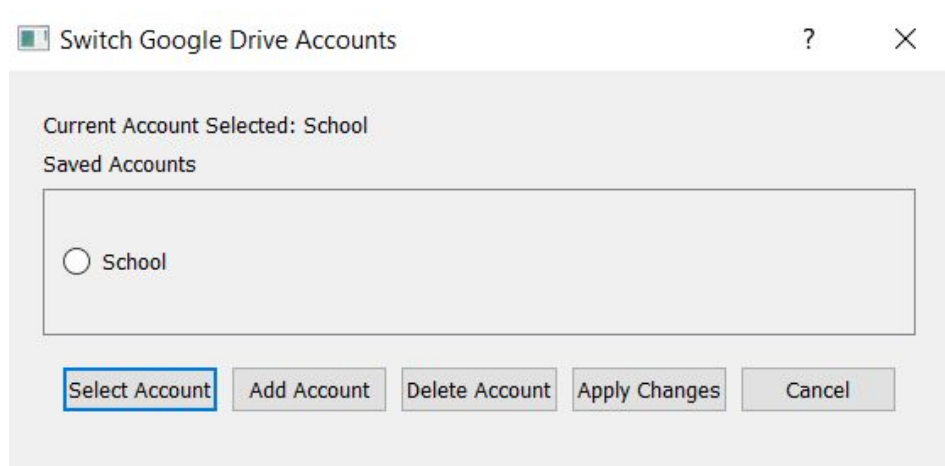 Switch Google Drive Accounts ?
Current Account Selected: School
Saved Accounts
School
Select Account Add Account Delete Account Apply Changes Cancel